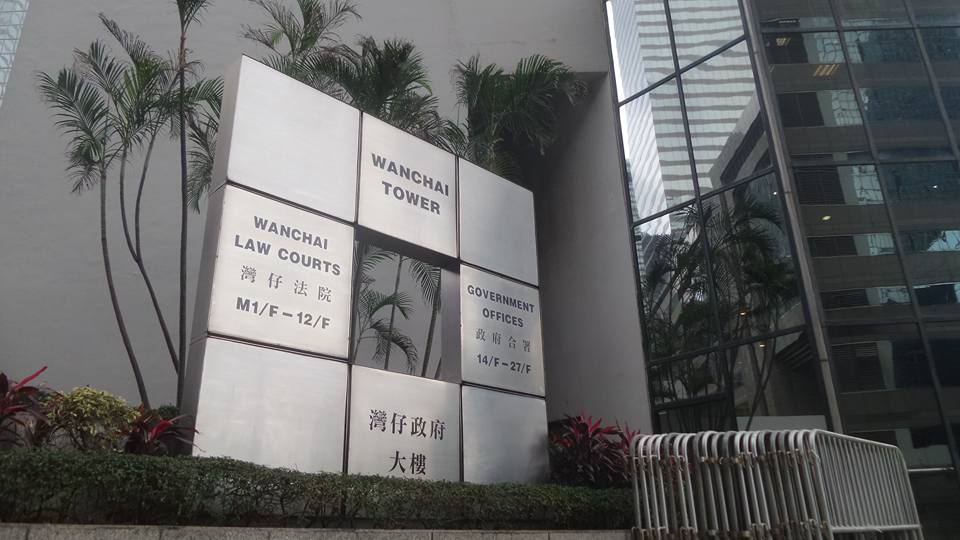 WANCHAI
TOWER
WANCHAI
LAW COURTS
灣仔法院
M1/F－12/F
GOVERNMENT
OFFICES
政府合署
14/F－27/F
灣仔政府
大樓